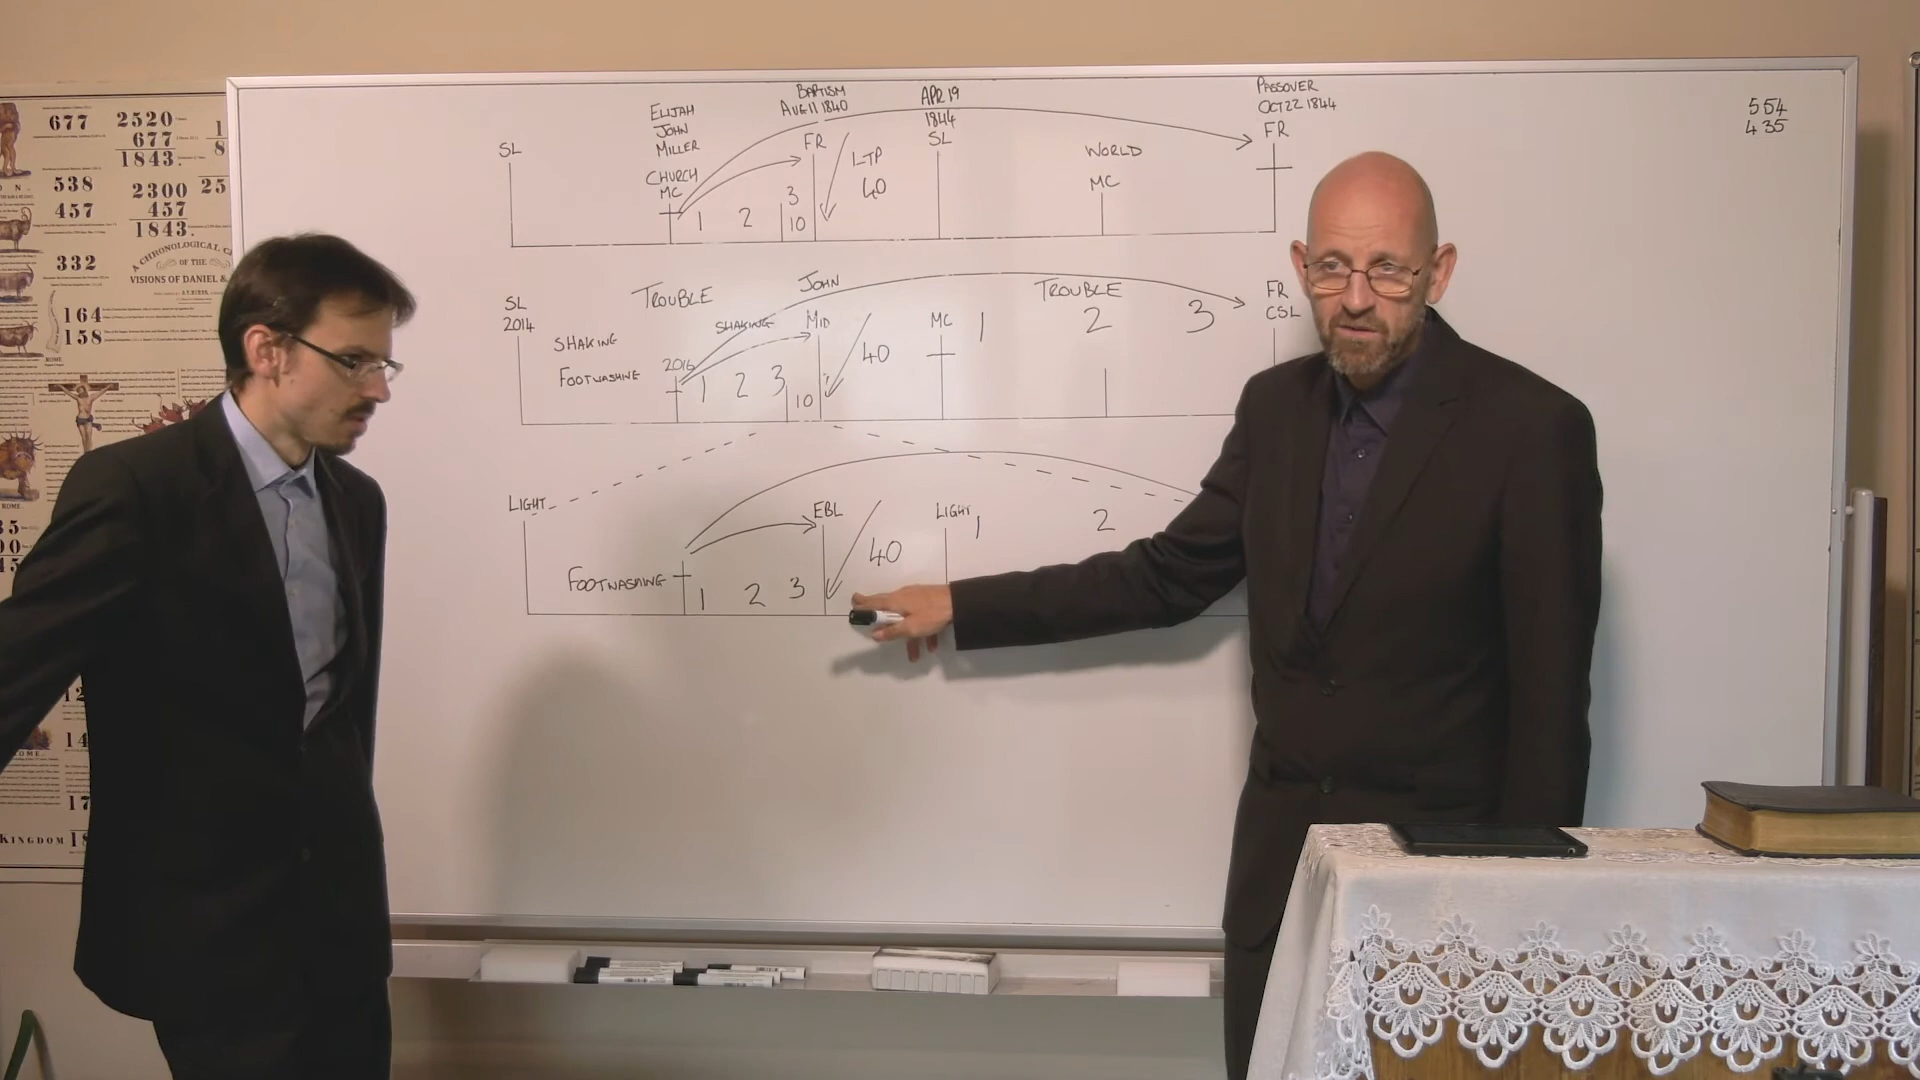 677
2520
677
1843.
538
457
2300
457
1843.
25
A CHRONOLOGICAL C
OF THE
VISIONS OF DANIEL &
332
164
158
ROME
KINGDOM
BAPTISM
AUG 11 1840
APR 19
1844
SL
PASSOVER
OCT 22 1844
FR
554
435
ELIJAH
JOHN
MILLER
CHURCH
MC
SL
FR
LTP
40
WORLD
MC
1 2 3
10
SL
2014
TROUBLE
JOHN
TROUBLE
FR
CSL
SHAKING
SHAKING
MID
MC
1 2 3
FOOTWASHING
2016
40
1 2 3
10
LIGHT
EBL
LIGHT
1 2
40
FOOTWASHING
1 2 3